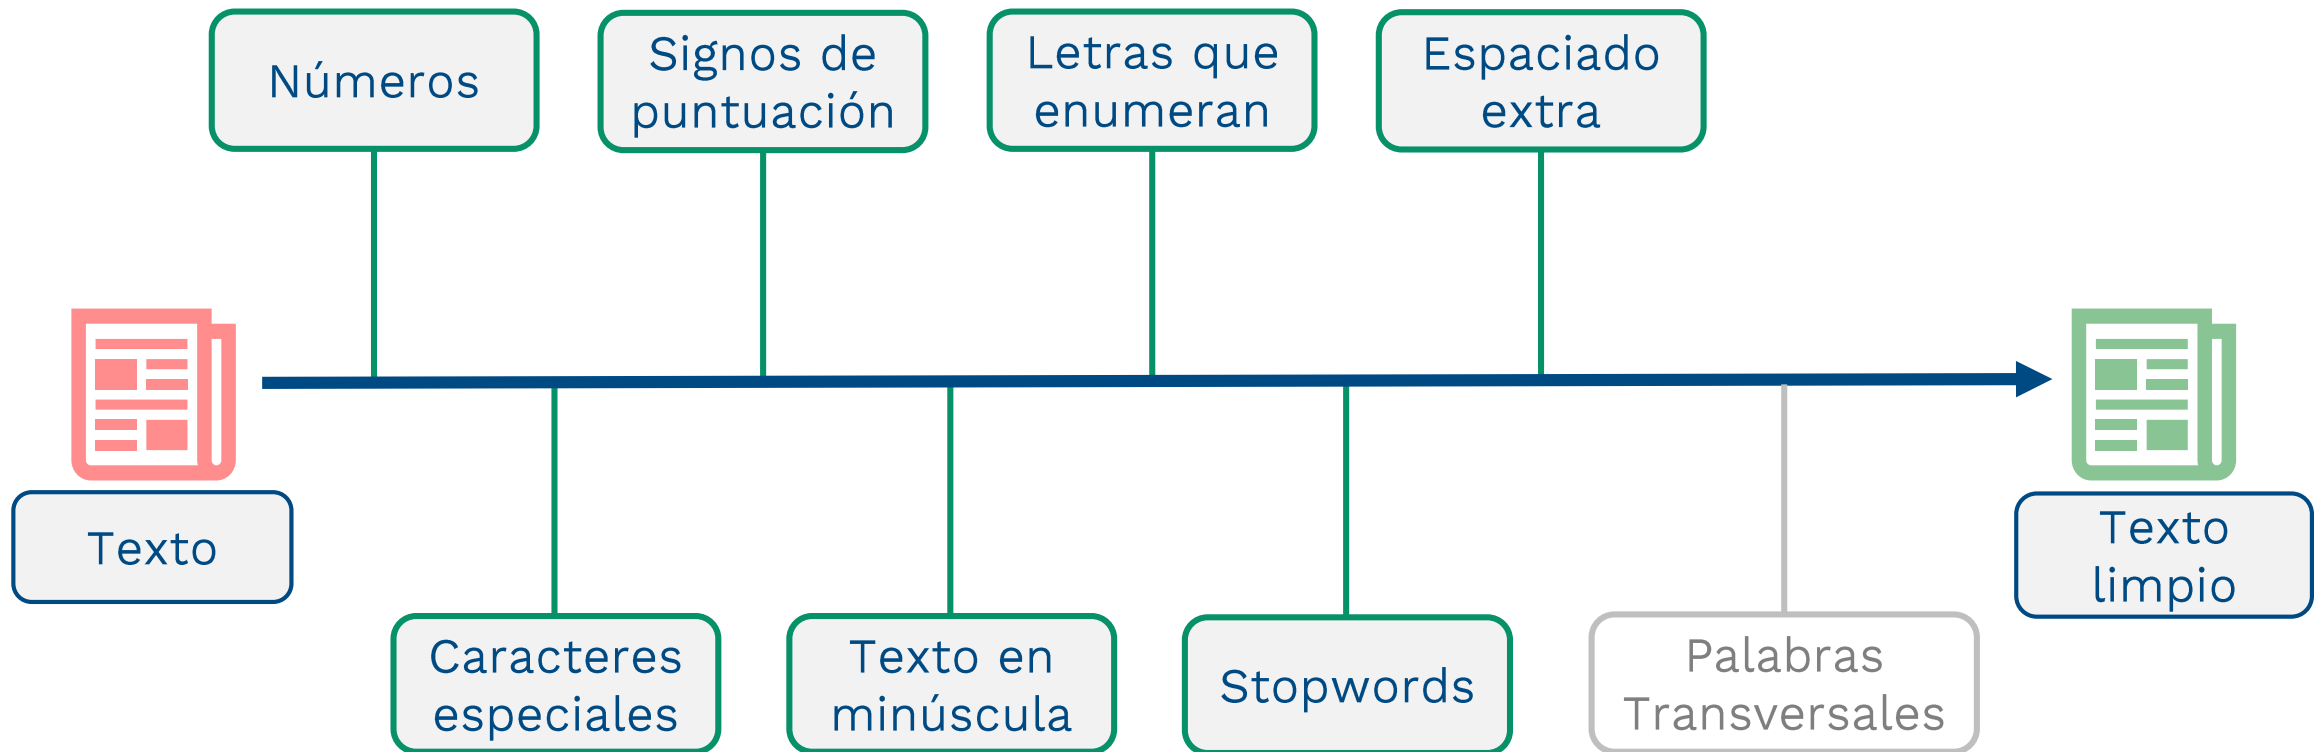 Números
Signos de
puntuación
Letras que
enumeran
Espaciado
extra
Texto
Texto
limpio
Caracteres
especiales
Texto en
minúscula
Stopwords
Palabras
Transversales